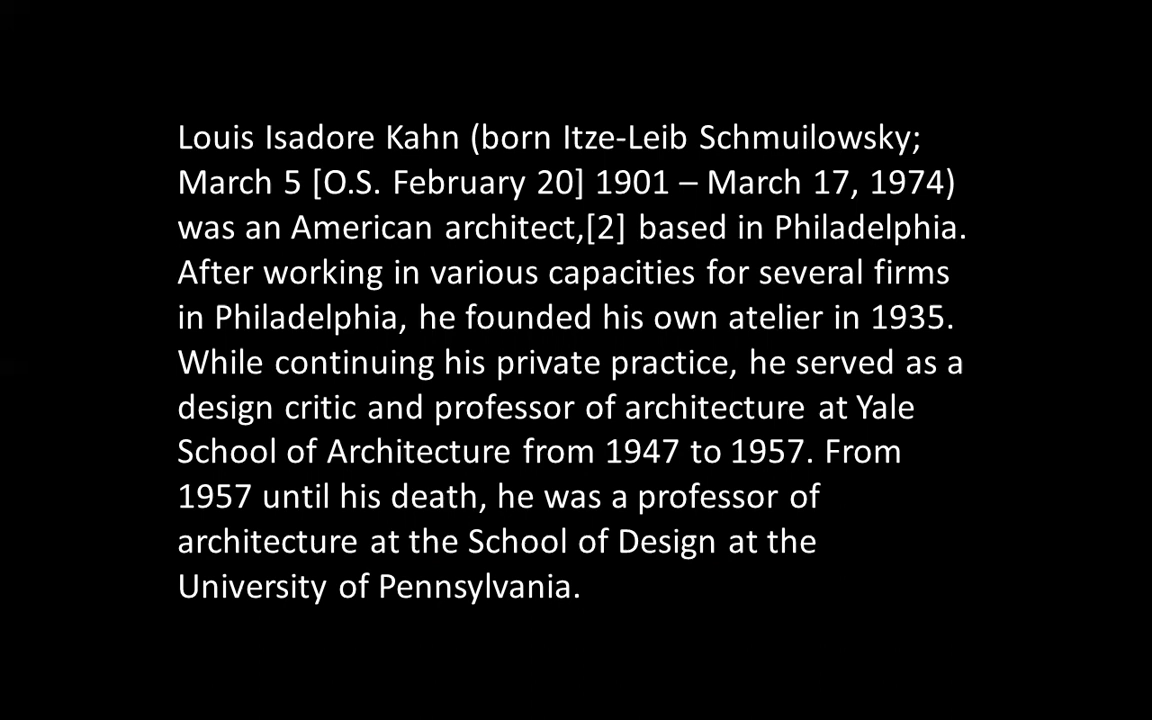 Louis Isadore Kahn (born Itze-Leib Schmuilowsky;
March 5 [O.S. February 20] 1901 – March 17, 1974)
was an American architect,[2] based in Philadelphia.
After working in various capacities for several firms
in Philadelphia, he founded his own atelier in 1935.
While continuing his private practice, he served as a
design critic and professor of architecture at Yale
School of Architecture from 1947 to 1957. From
1957 until his death, he was a professor of
architecture at the School of Design at the
University of Pennsylvania.